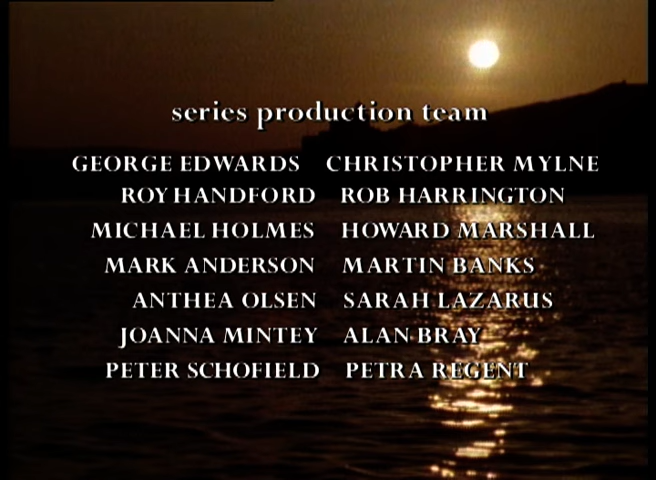 series production team
GEORGE EDWARDS CHRISTOPHER MYLNE
ROY HANDFORD ROB HARRINGTON
MICHAEL HOLMES HOWARD MARSHALL
MARK ANDERSON MARTIN BANKS
ANTHEA OLSEN SARAH LAZARUS
JOANNA MINTEY ALAN BRAY
PETER SCHOFIELD PETRA REGENT